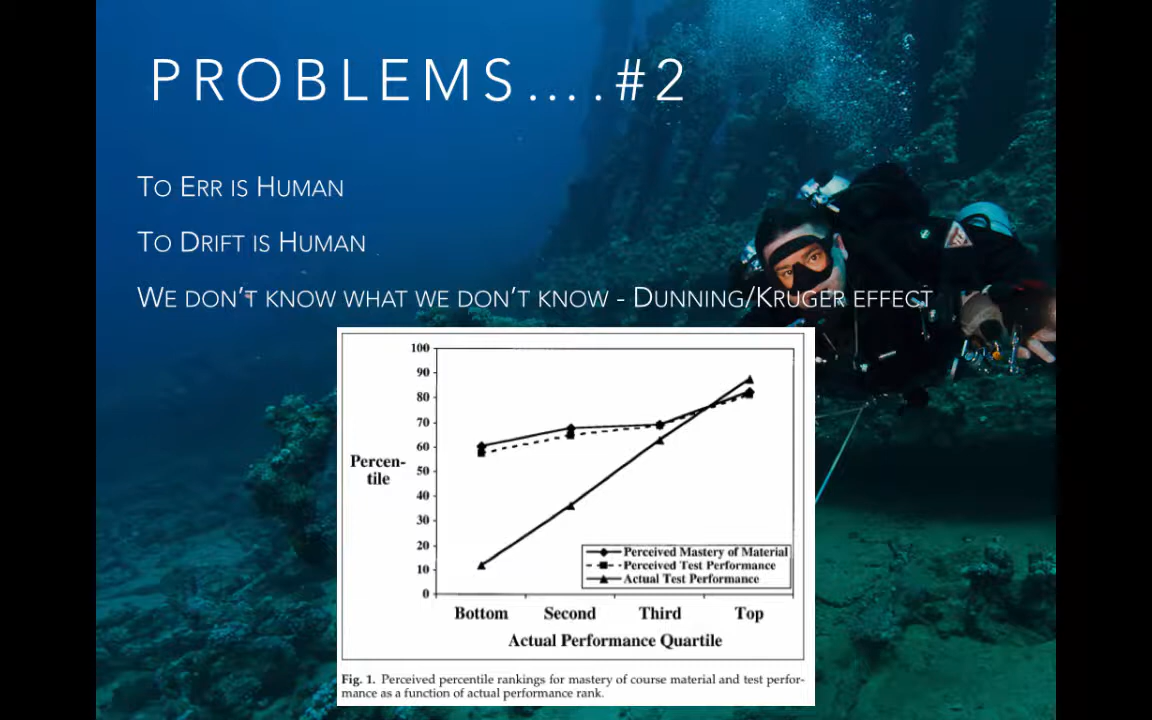 PROBLEMS....#2
TO ERR IS HUMAN
TO DRIFT IS HUMAN
WE DON'T KNOW WHAT WE DON'T KNOW - DUNNING/KRUGER EFFECT
100
90
80
70
60
50
40
30
20
10
0
Percen-
tile
Perceived Mastery of Material
Perceived Test Performance
Actual Test Performance
Bottom Second Third Top
Actual Performance Quartile
Fig. 1. Perceived percentile rankings for mastery of course material and test perfor-
mance as a function of actual performance rank.